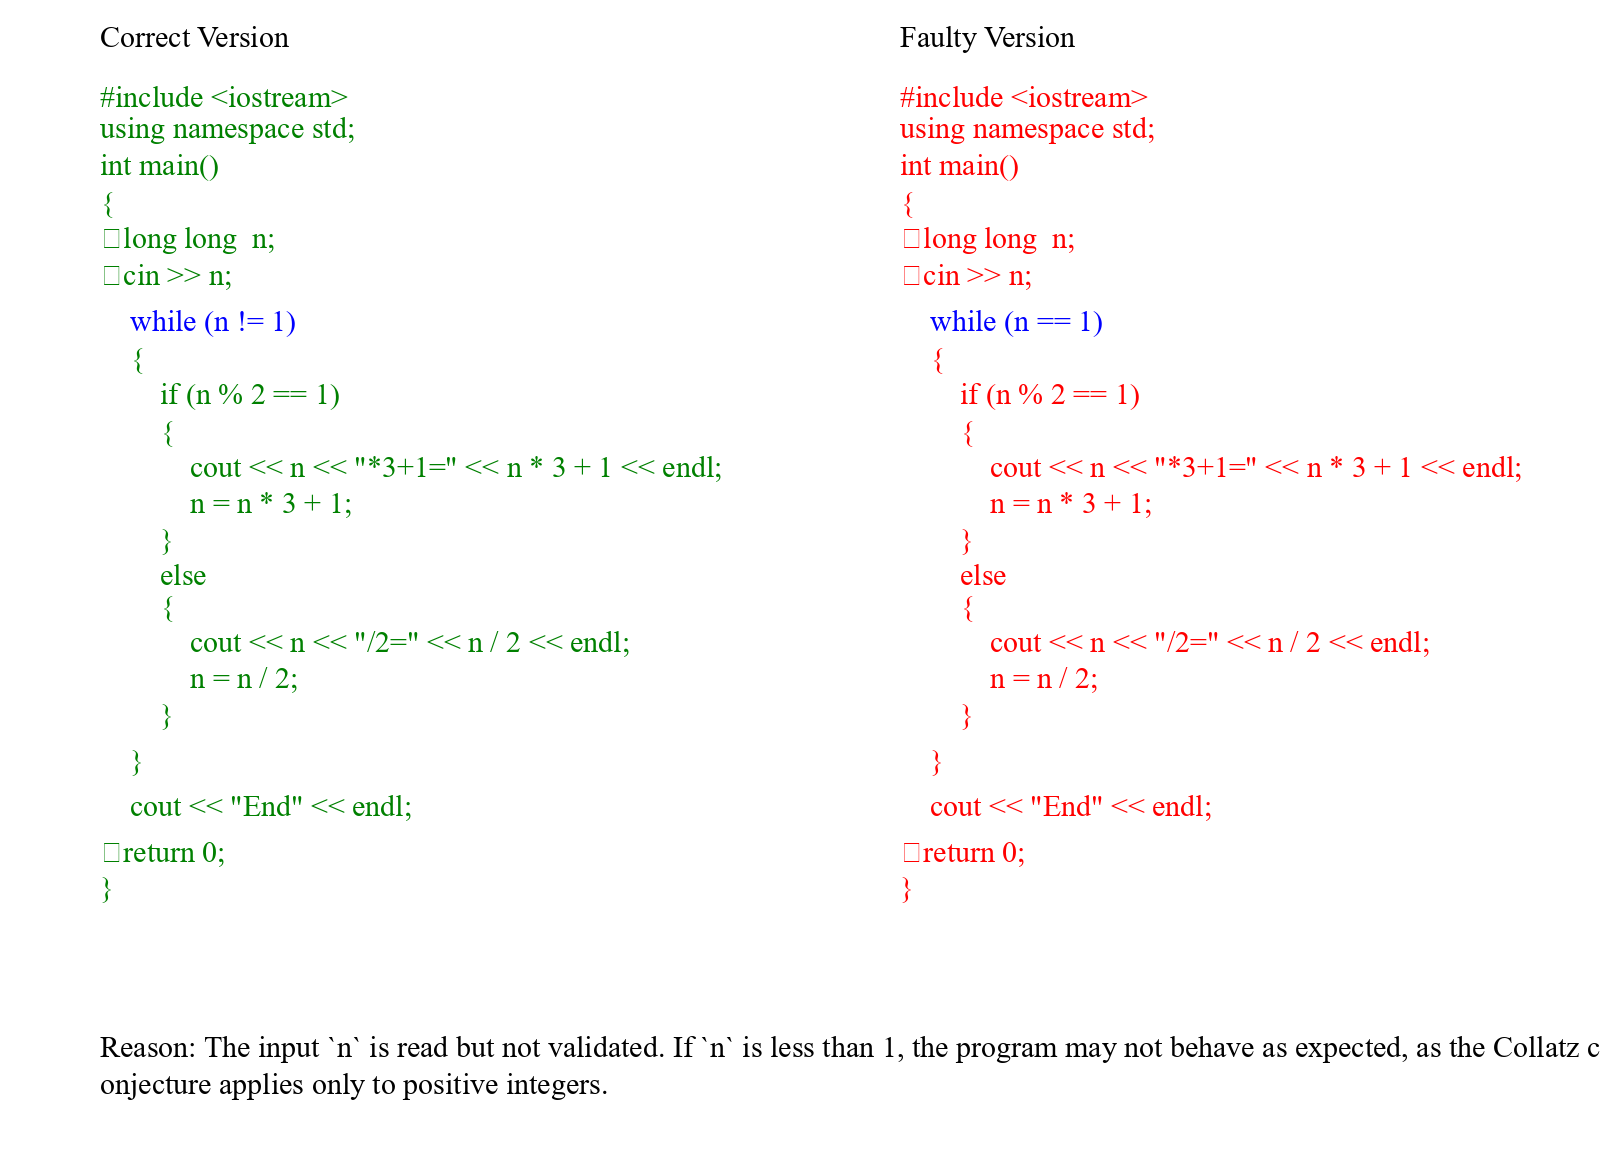 Correct Version
#include <iostream>
using namespace std;
int main()
{
□long long  n;
□cin >> n;
    while (n != 1)
    {
        if (n % 2 == 1)
        {
            cout << n << "*3+1=" << n * 3 + 1 << endl;
            n = n * 3 + 1;
        }
        else
        {
            cout << n << "/2=" << n / 2 << endl;
            n = n / 2;
        }
    }
    cout << "End" << endl;
□return 0;
}
Faulty Version
#include <iostream>
using namespace std;
int main()
{
□long long  n;
□cin >> n;
    while (n == 1)
    {
        if (n % 2 == 1)
        {
            cout << n << "*3+1=" << n * 3 + 1 << endl;
            n = n * 3 + 1;
        }
        else
        {
            cout << n << "/2=" << n / 2 << endl;
            n = n / 2;
        }
    }
    cout << "End" << endl;
□return 0;
}
Reason: The input `n` is read but not validated. If `n` is less than 1, the program may not behave as expected, as the Collatz c
onjecture applies only to positive integers.